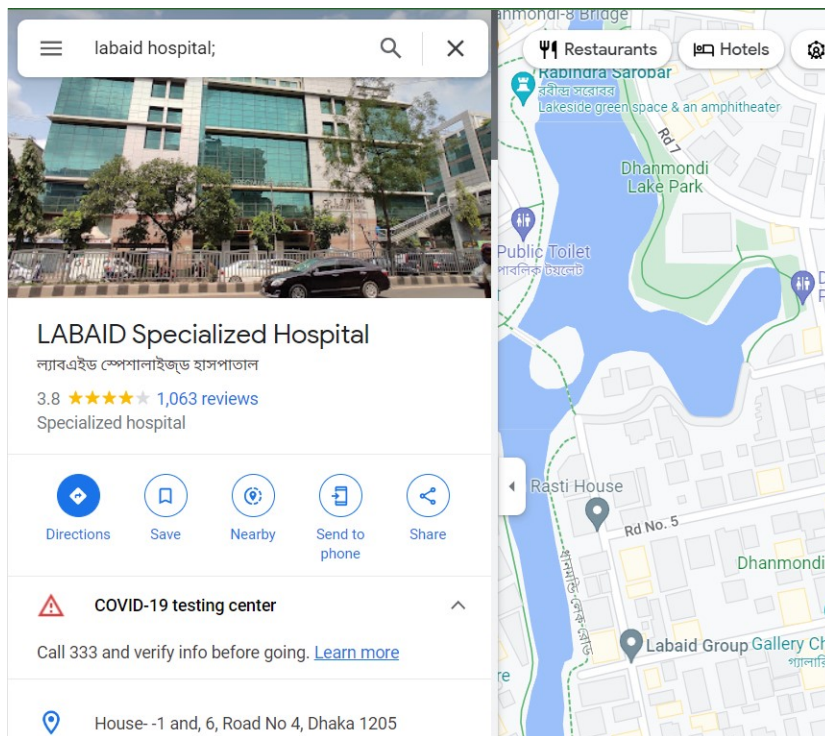 labaid hospital;
LABAID Specialized Hospital
ল্যাবএইড স্পেশালাইজ্‌ড হাসপাতাল
3.8 1,063 reviews
Specialized hospital
Directions
Save
Nearby
Send to
phone
Share
COVID-19 testing center
Call 333 and verify info before going. Learn more
House- -1 and, 6, Road No 4, Dhaka 1205
anmondi-8 Bridge
Restaurants
Hotels
Rabindra Sarobar
রবীন্দ্র সরোবর
Lakeside green space & an amphitheater
Rd 7
Dhanmondi
Lake Park
Public Toilet
পাবলিক টয়লেট
D
P
Rasti House
Rd No. 5
ধানমন্ডি লেক রোড
Dhanmondi
Labaid Group
Gallery Ch
গ্যালারি
re